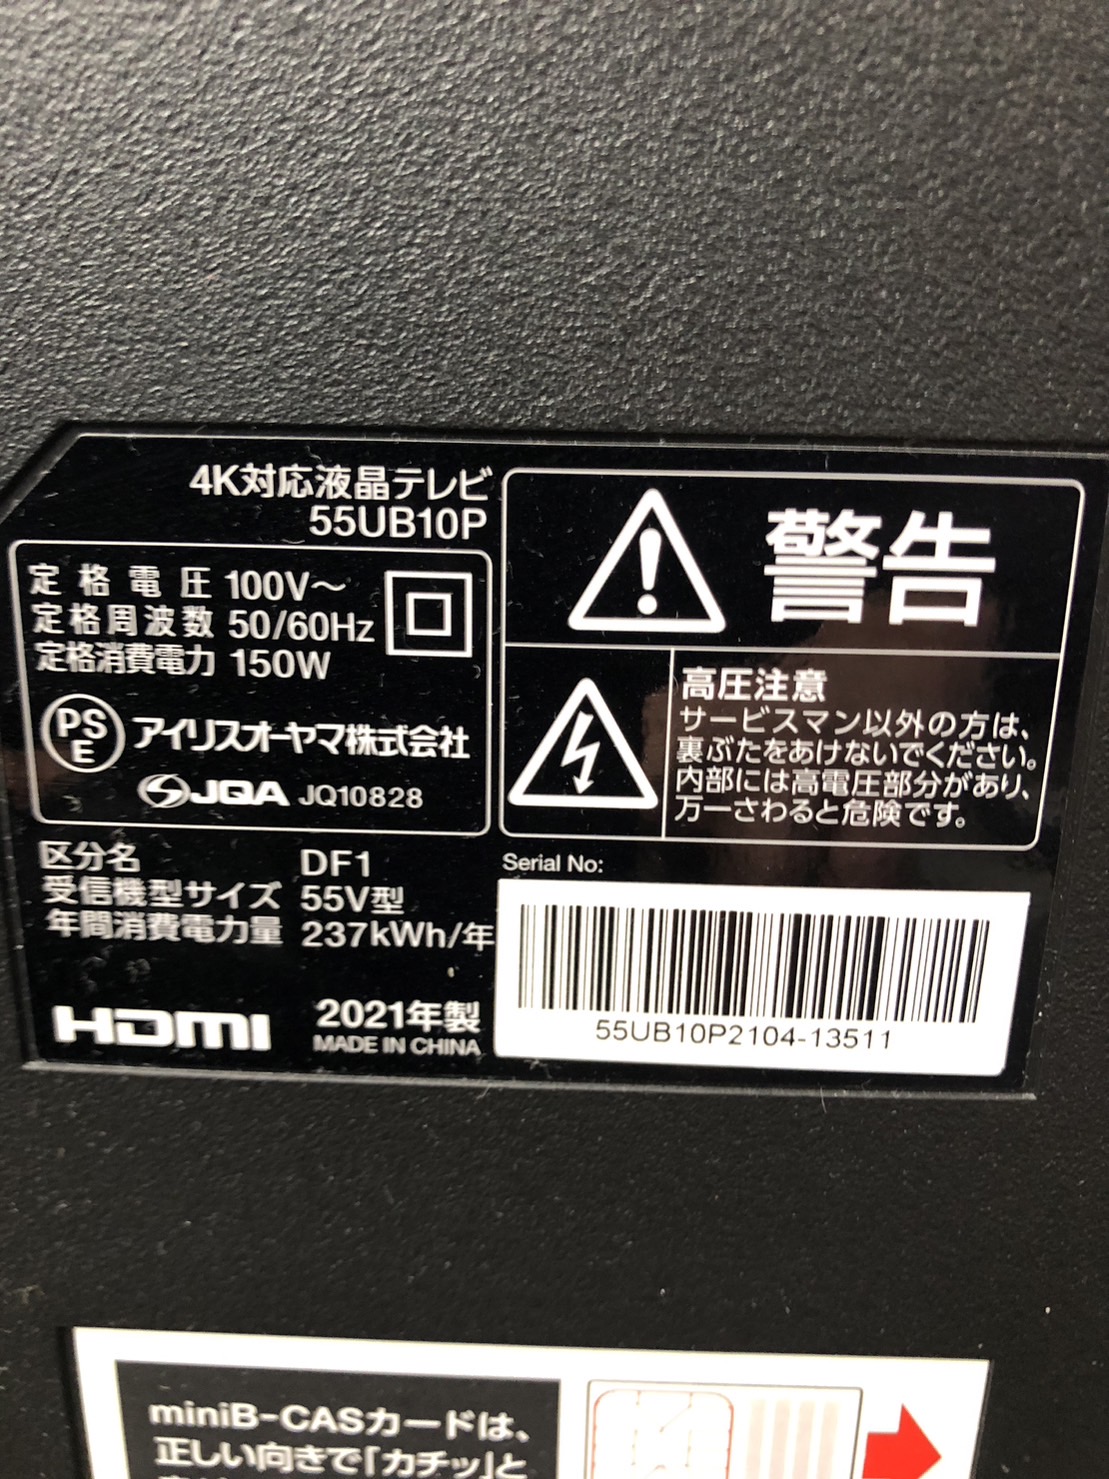 4K対応液晶テレビ
55UB10P
定格電圧 100V～
定格周波数 50/60Hz
定格消費電力 150W
PS
E
アイリスオーヤマ株式会社
JQA JQ10828
区分名 DF1
受信機型サイズ 55V型
年間消費電力量 237kWh/年
HDMI
2021年製
MADE IN CHINA
警告
高圧注意
サービスマン以外の方は、
裏ぶたをあけないでください。
内部には高電圧部分があり、
万一さわると危険です。
Serial No:
55UB10P2104-13511
miniB-CASカードは、
正しい向きで「カチッ」と